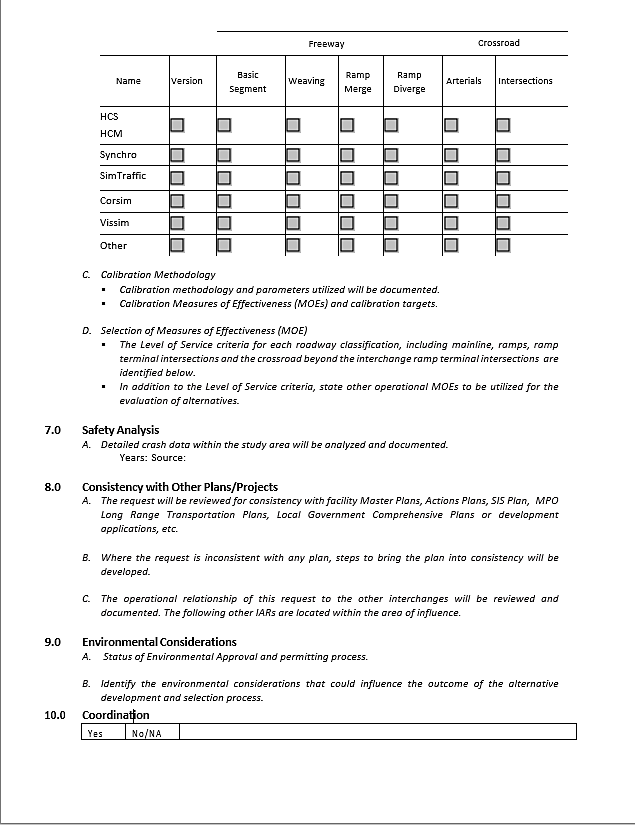 Freeway Crossroad
Name Version Basic Segment Weaving Ramp Merge Ramp Diverge Arterials Intersections
HCS
HCM
Synchro
SimTraffic
Corsim
Vissim
Other
C. Calibration Methodology
▪ Calibration methodology and parameters utilized will be documented.
▪ Calibration Measures of Effectiveness (MOEs) and calibration targets.
D. Selection of Measures of Effectiveness (MOE)
▪ The Level of Service criteria for each roadway classification, including mainline, ramps, ramp
terminal intersections and the crossroad beyond the interchange ramp terminal intersections are
identified below.
▪ In addition to the Level of Service criteria, state other operational MOEs to be utilized for the
evaluation of alternatives.
7.0 Safety Analysis
A. Detailed crash data within the study area will be analyzed and documented.
Years: Source:
8.0 Consistency with Other Plans/Projects
A. The request will be reviewed for consistency with facility Master Plans, Actions Plans, SIS Plan, MPO
Long Range Transportation Plans, Local Government Comprehensive Plans or development
applications, etc.
B. Where the request is inconsistent with any plan, steps to bring the plan into consistency will be
developed.
C. The operational relationship of this request to the other interchanges will be reviewed and
documented. The following other IARs are located within the area of influence.
9.0 Environmental Considerations
A. Status of Environmental Approval and permitting process.
B. Identify the environmental considerations that could influence the outcome of the alternative
development and selection process.
10.0 Coordination
Yes No/NA